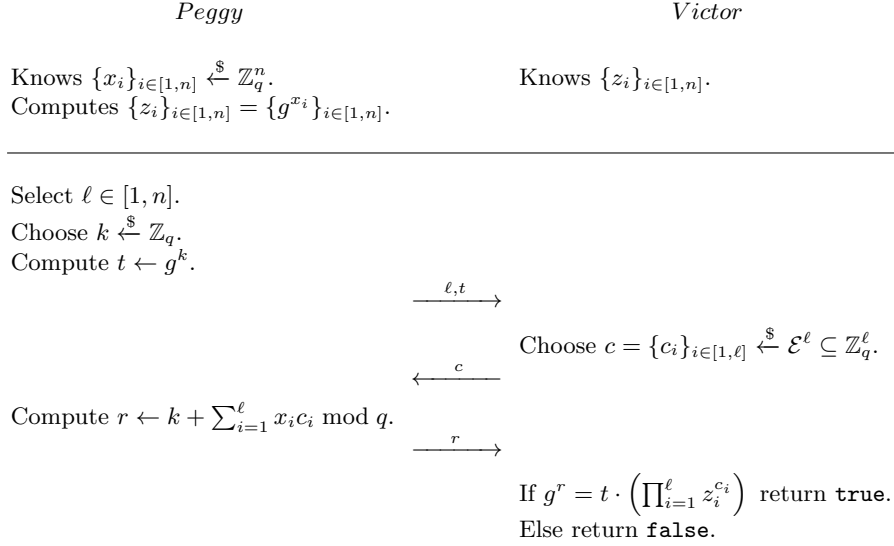 Peggy Victor
Knows {x_i}_{i∈[1,n]} ←$ ℤ_q^n. Knows {z_i}_{i∈[1,n]}.
Computes {z_i}_{i∈[1,n]} = {g^{x_i}}_{i∈[1,n]}.
Select ℓ ∈ [1, n].
Choose k ←$ ℤ_q.
Compute t ← g^k.
ℓ,t
Choose c = {c_i}_{i∈[1,ℓ]} ←$ ℰ^ℓ ⊆ ℤ_q^ℓ.
c
Compute r ← k + ∑_{i=1}^ℓ x_i c_i mod q.
r
If g^r = t · (∏_{i=1}^ℓ z_i^{c_i}) return true.
Else return false.